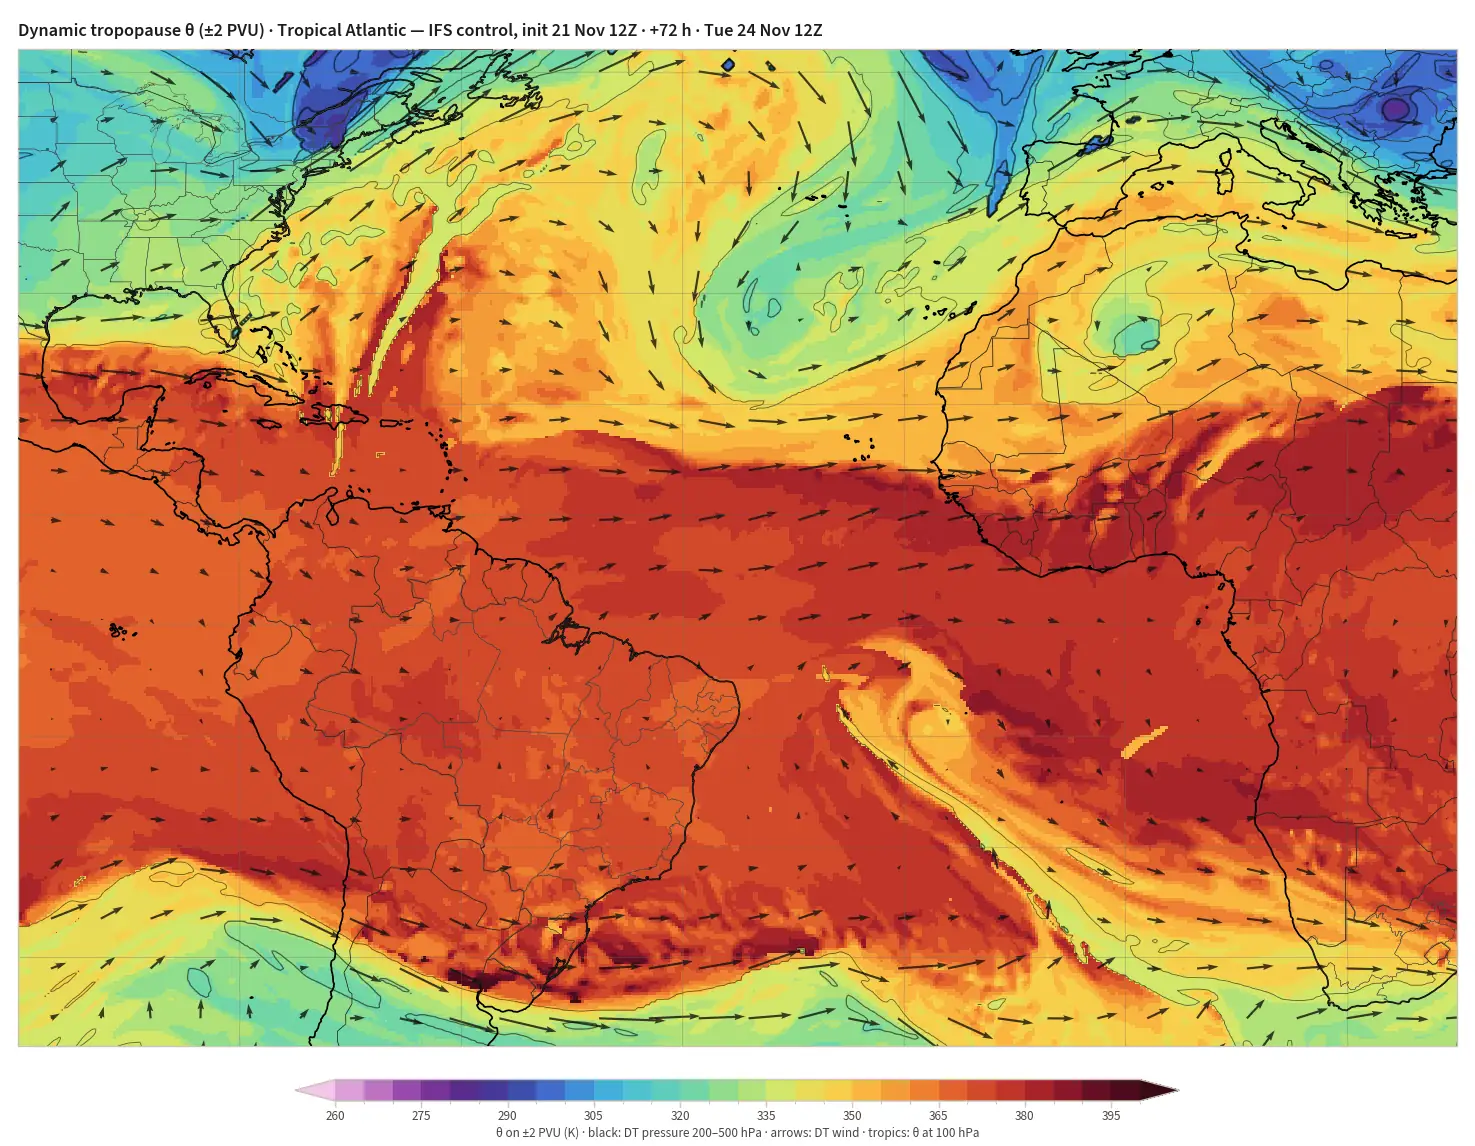 Dynamic tropopause θ (±2 PVU) · Tropical Atlantic — IFS control, init 21 Nov 12Z · +72 h · Tue 24 Nov 12Z
260 275 290 305 320 335 350 365 380 395
θ on ±2 PVU (K) · black: DT pressure 200–500 hPa · arrows: DT wind · tropics: θ at 100 hPa